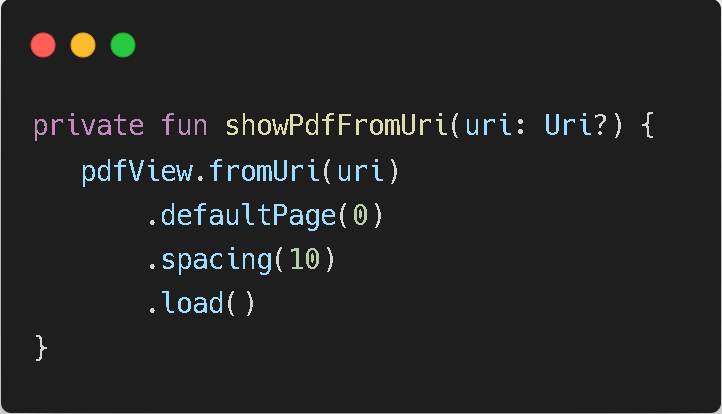 private fun showPdfFromUri(uri: Uri?) {
   pdfView.fromUri(uri)
       .defaultPage(0)
       .spacing(10)
       .load()
}